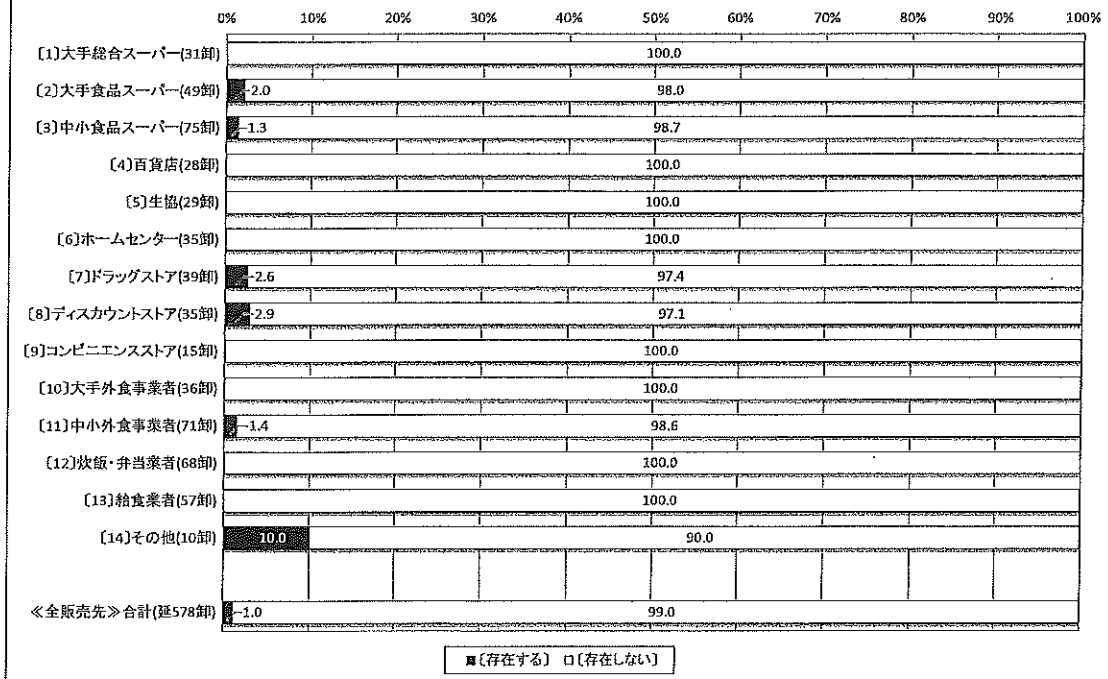 0% 10% 20% 30% 40% 50% 60% 70% 80% 90% 100%
〔1〕大手総合スーパー(31卸) 100.0
〔2〕大手食品スーパー(49卸) 2.0 98.0
〔3〕中小食品スーパー(75卸) 1.3 98.7
〔4〕百貨店(28卸) 100.0
〔5〕生協(29卸) 100.0
〔6〕ホームセンター(35卸) 100.0
〔7〕ドラッグストア(39卸) 2.6 97.4
〔8〕ディスカウントストア(35卸) 2.9 97.1
〔9〕コンビニエンスストア(15卸) 100.0
〔10〕大手外食事業者(36卸) 100.0
〔11〕中小外食事業者(71卸) 1.4 98.6
〔12〕炊飯・弁当業者(68卸) 100.0
〔13〕給食業者(57卸) 100.0
〔14〕その他(10卸) 10.0 90.0
≪全販売先≫合計(延578卸) 1.0 99.0
■〔存在する〕 □〔存在しない〕